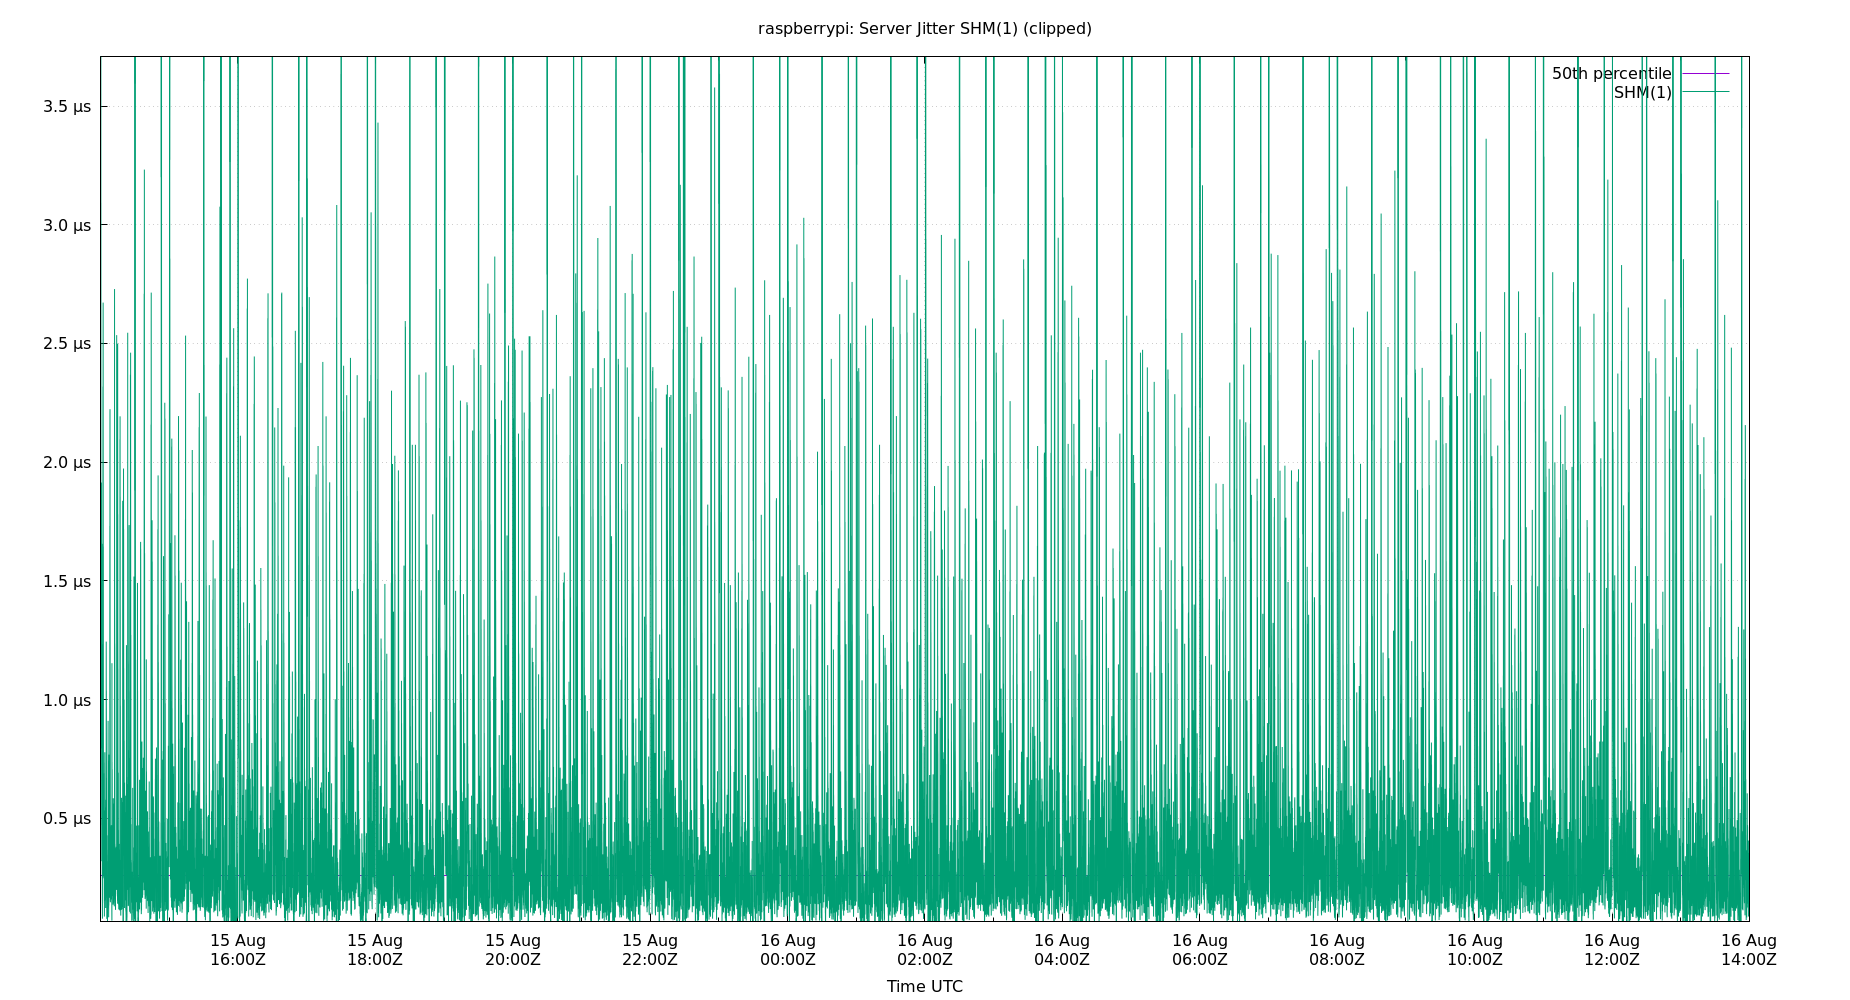 raspberrypi: Server Jitter SHM(1) (clipped)
50th percentile
SHM(1)
3.5 μs
3.0 μs
2.5 μs
2.0 μs
1.5 μs
1.0 μs
0.5 μs
15 Aug 15 Aug 15 Aug 15 Aug 16 Aug 16 Aug 16 Aug 16 Aug 16 Aug 16 Aug 16 Aug 16 Aug
16:00Z 18:00Z 20:00Z 22:00Z 00:00Z 02:00Z 04:00Z 06:00Z 08:00Z 10:00Z 12:00Z 14:00Z
Time UTC